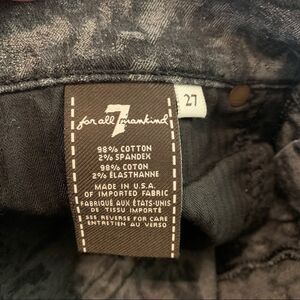 7
for all mankind
27
98% COTTON
2% SPANDEX
98% COTON
2% ÉLASTHANNE
MADE IN U.S.A.
OF IMPORTED FABRIC
FABRIQUÉ AUX ÉTATS-UNIS
DE TISSU IMPORTÉ
SEE REVERSE FOR CARE
ENTRETIEN AU VERSO